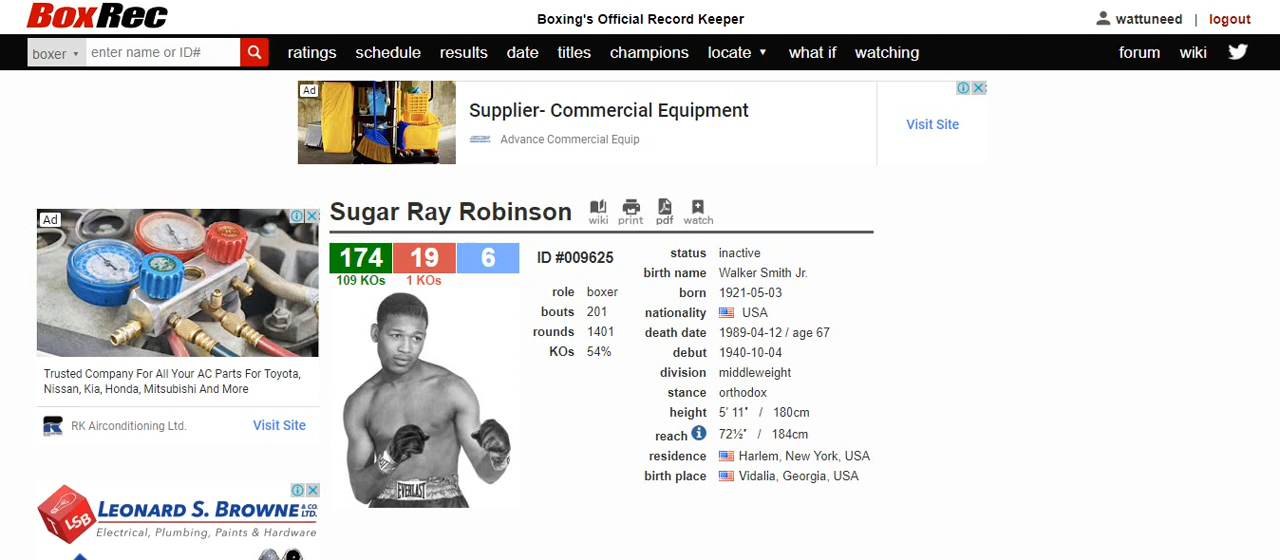 BoxRec
Boxing's Official Record Keeper
wattuneed | logout
boxer enter name or ID#
ratings schedule results date titles champions locate what if watching forum wiki
Ad
Supplier- Commercial Equipment
Advance Commercial Equip
Visit Site
Ad
Trusted Company For All Your AC Parts For Toyota,
Nissan, Kia, Honda, Mitsubishi And More
RK Airconditioning Ltd.
Visit Site
LSB
LEONARD S. BROWNE & CO. LTD.
Electrical, Plumbing, Paints & Hardware
Sugar Ray Robinson
wiki print pdf watch
174 19 6
109 KOs 1 KOs
EVERLAST
ID #009625
role boxer
bouts 201
rounds 1401
KOs 54%
status inactive
birth name Walker Smith Jr.
born 1921-05-03
nationality USA
death date 1989-04-12 / age 67
debut 1940-10-04
division middleweight
stance orthodox
height 5′ 11″ / 180cm
reach 72½″ / 184cm
residence Harlem, New York, USA
birth place Vidalia, Georgia, USA